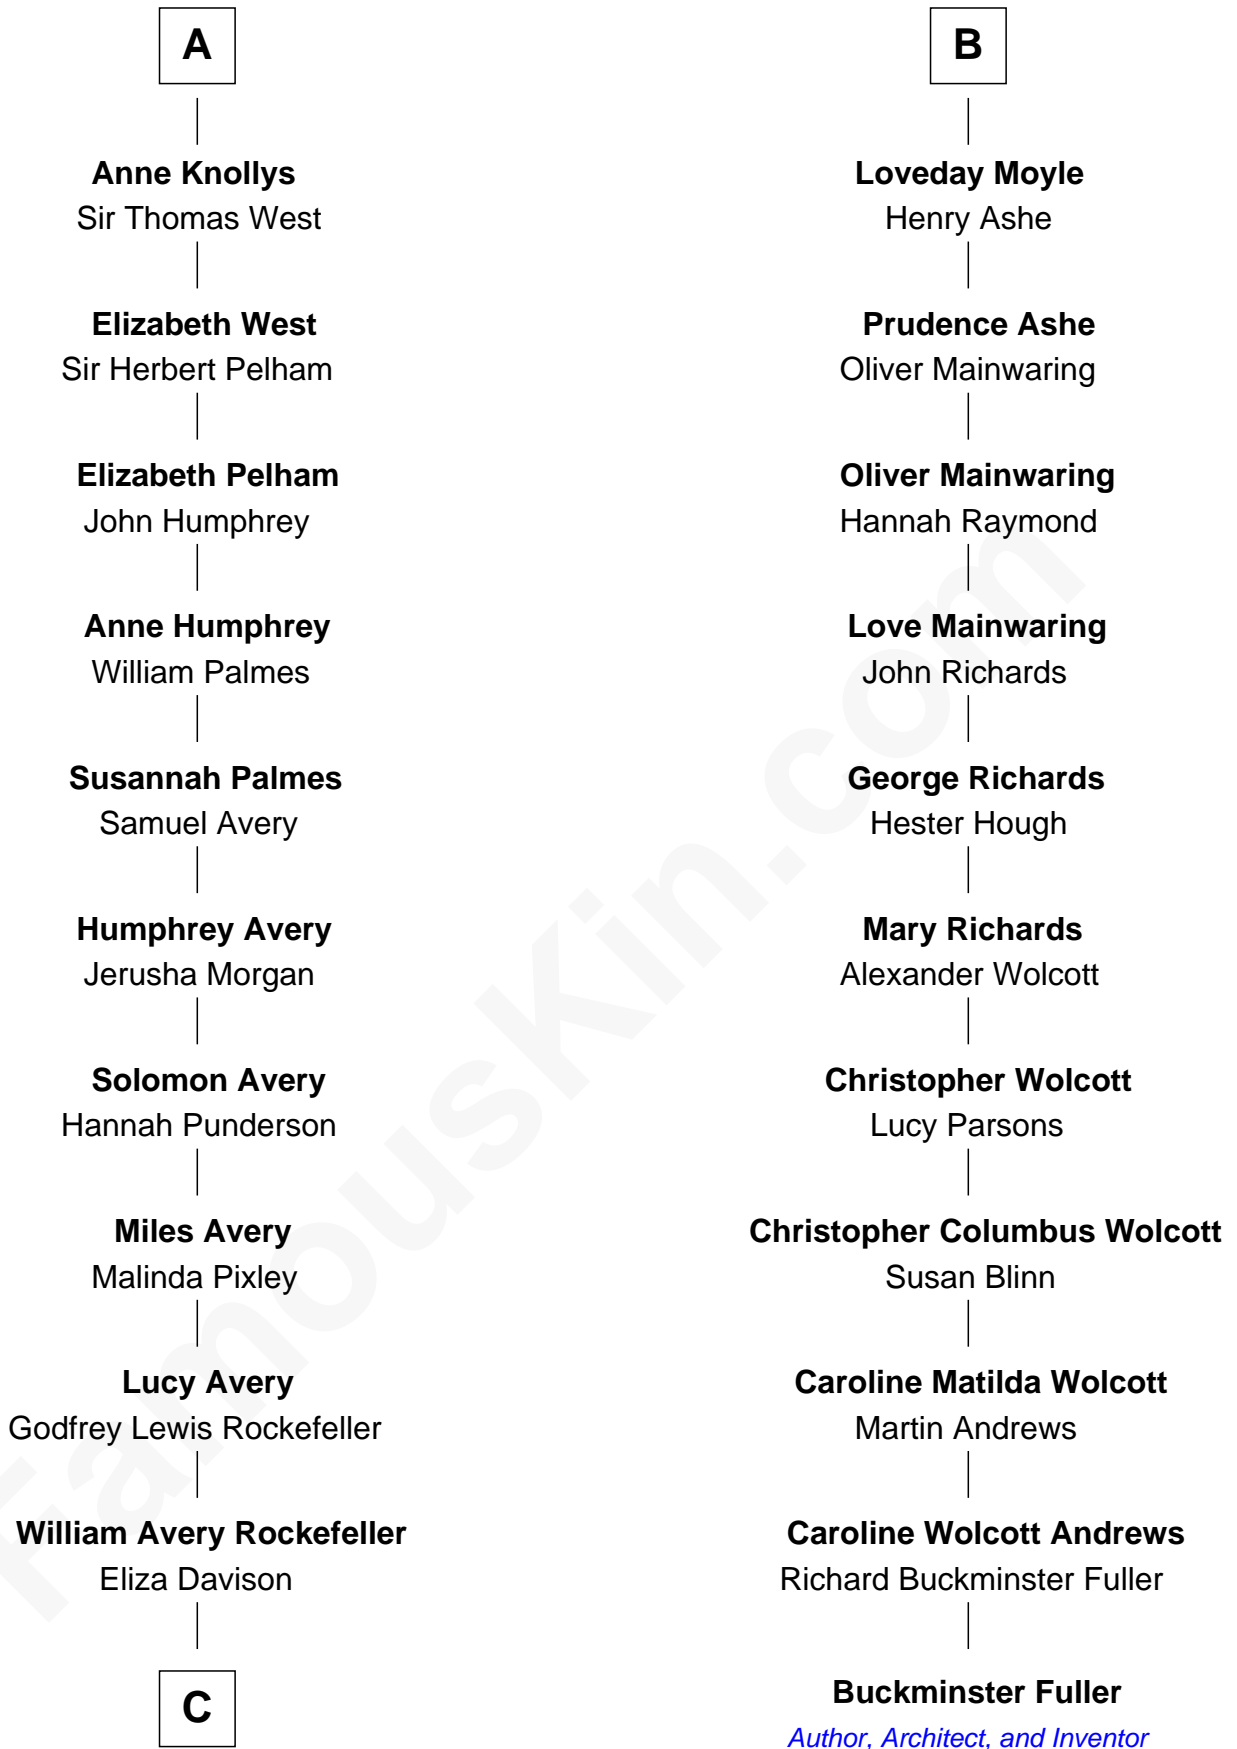 A
Anne Knollys
Sir Thomas West
Elizabeth West
Sir Herbert Pelham
Elizabeth Pelham
John Humphrey
Anne Humphrey
William Palmes
Susannah Palmes
Samuel Avery
Humphrey Avery
Jerusha Morgan
Solomon Avery
Hannah Punderson
Miles Avery
Malinda Pixley
Lucy Avery
Godfrey Lewis Rockefeller
William Avery Rockefeller
Eliza Davison
C
B
Loveday Moyle
Henry Ashe
Prudence Ashe
Oliver Mainwaring
Oliver Mainwaring
Hannah Raymond
Love Mainwaring
John Richards
George Richards
Hester Hough
Mary Richards
Alexander Wolcott
Christopher Wolcott
Lucy Parsons
Christopher Columbus Wolcott
Susan Blinn
Caroline Matilda Wolcott
Martin Andrews
Caroline Wolcott Andrews
Richard Buckminster Fuller
Buckminster Fuller
Author, Architect, and Inventor
FamousKin.com